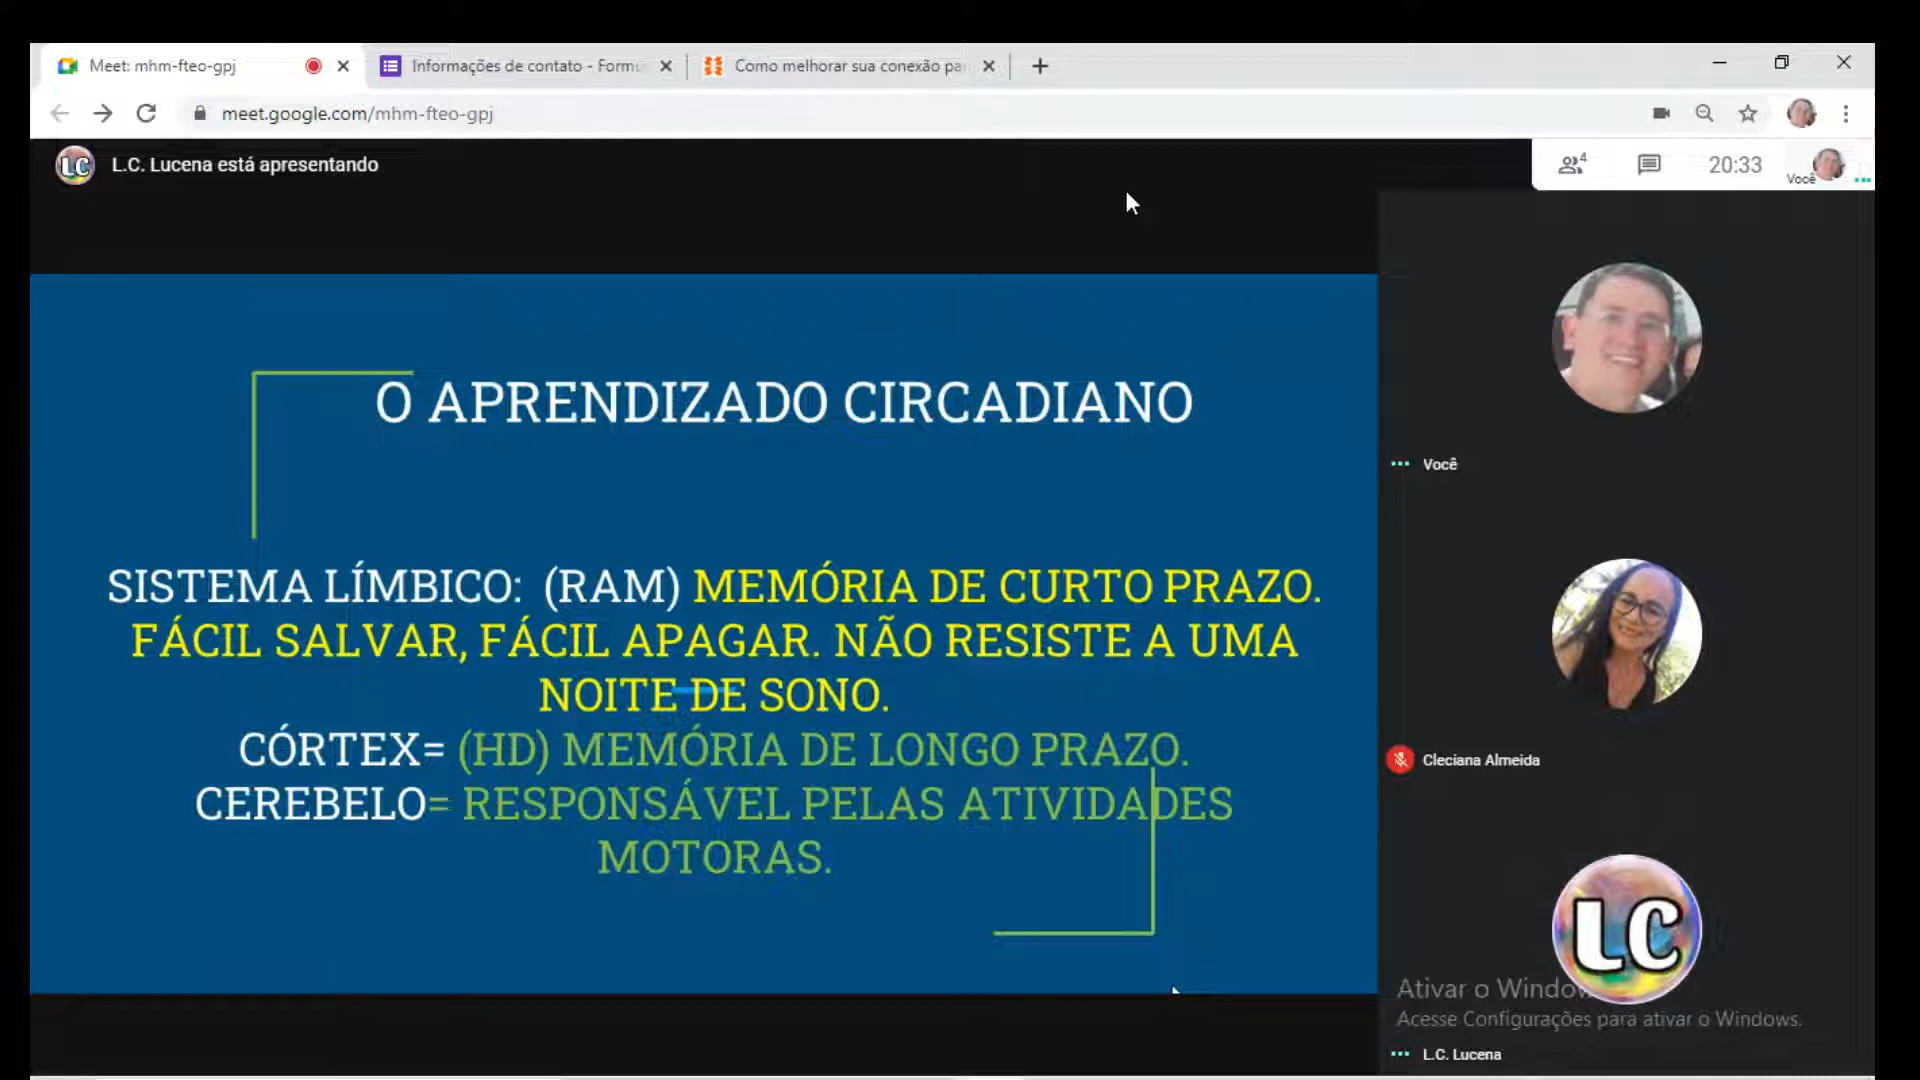 Meet: mhm-fteo-gpj
Informações de contato - Formu
Como melhorar sua conexão pa
meet.google.com/mhm-fteo-gpj
LC
L.C. Lucena está apresentando
4
20:33
Você
O APRENDIZADO CIRCADIANO
SISTEMA LÍMBICO: (RAM) MEMÓRIA DE CURTO PRAZO.
FÁCIL SALVAR, FÁCIL APAGAR. NÃO RESISTE A UMA
NOITE DE SONO.
CÓRTEX= (HD) MEMÓRIA DE LONGO PRAZO.
CEREBELO= RESPONSÁVEL PELAS ATIVIDADES
MOTORAS.
Você
Cleciana Almeida
LC
Ativar o Windo
Acesse Configurações para ativar o Windows.
L.C. Lucena